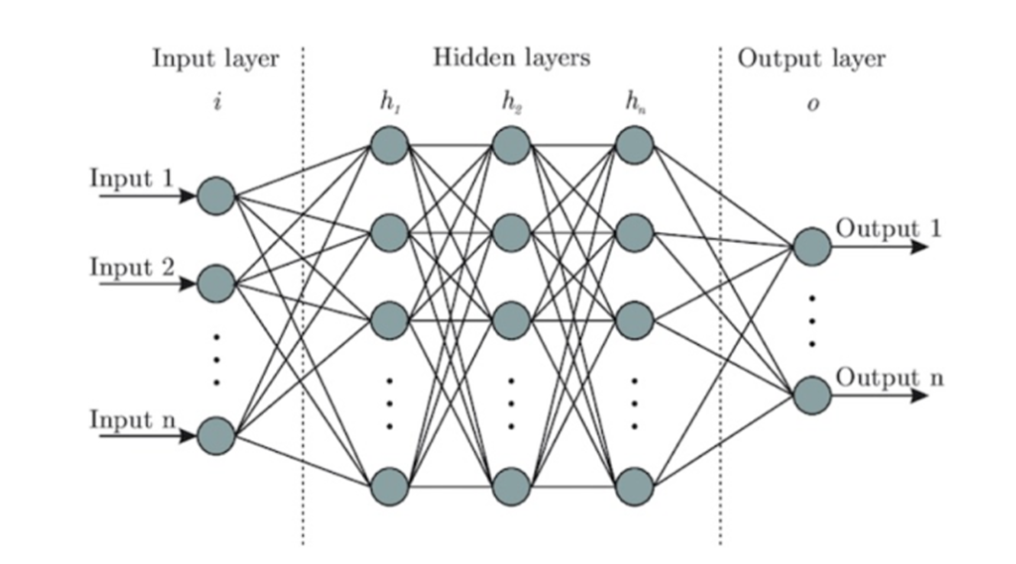 Input layer
Hidden layers
Output layer
i
h₁
h₂
hₙ
o
Input 1
Input 2
Input n
Output 1
Output n